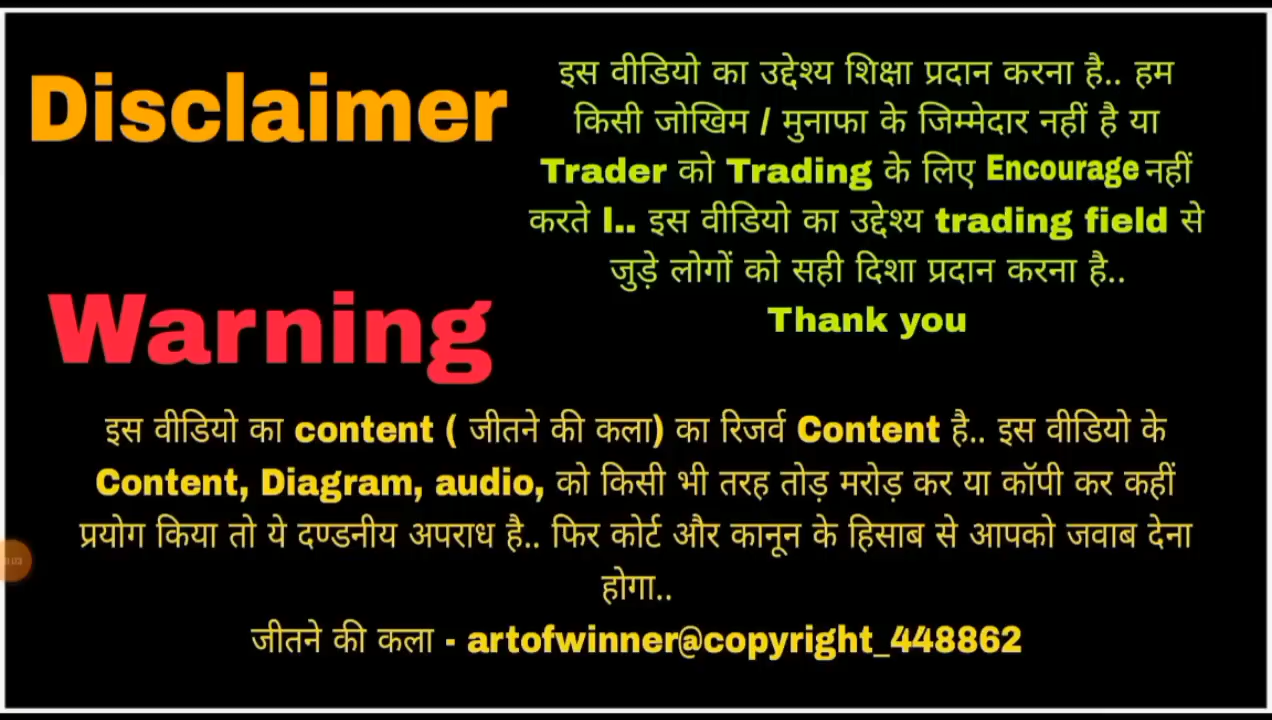 Disclaimer
इस वीडियो का उद्देश्य शिक्षा प्रदान करना है.. हम
किसी जोखिम / मुनाफा के जिम्मेदार नहीं है या
Trader को Trading के लिए Encourage नहीं
करते l.. इस वीडियो का उद्देश्य trading field से
जुड़े लोगों को सही दिशा प्रदान करना है..
Thank you
Warning
इस वीडियो का content ( जीतने की कला) का रिजर्व Content है.. इस वीडियो के
Content, Diagram, audio, को किसी भी तरह तोड़ मरोड़ कर या कॉपी कर कहीं
प्रयोग किया तो ये दण्डनीय अपराध है.. फिर कोर्ट और कानून के हिसाब से आपको जवाब देना
होगा..
जीतने की कला - artofwinner@copyright_448862